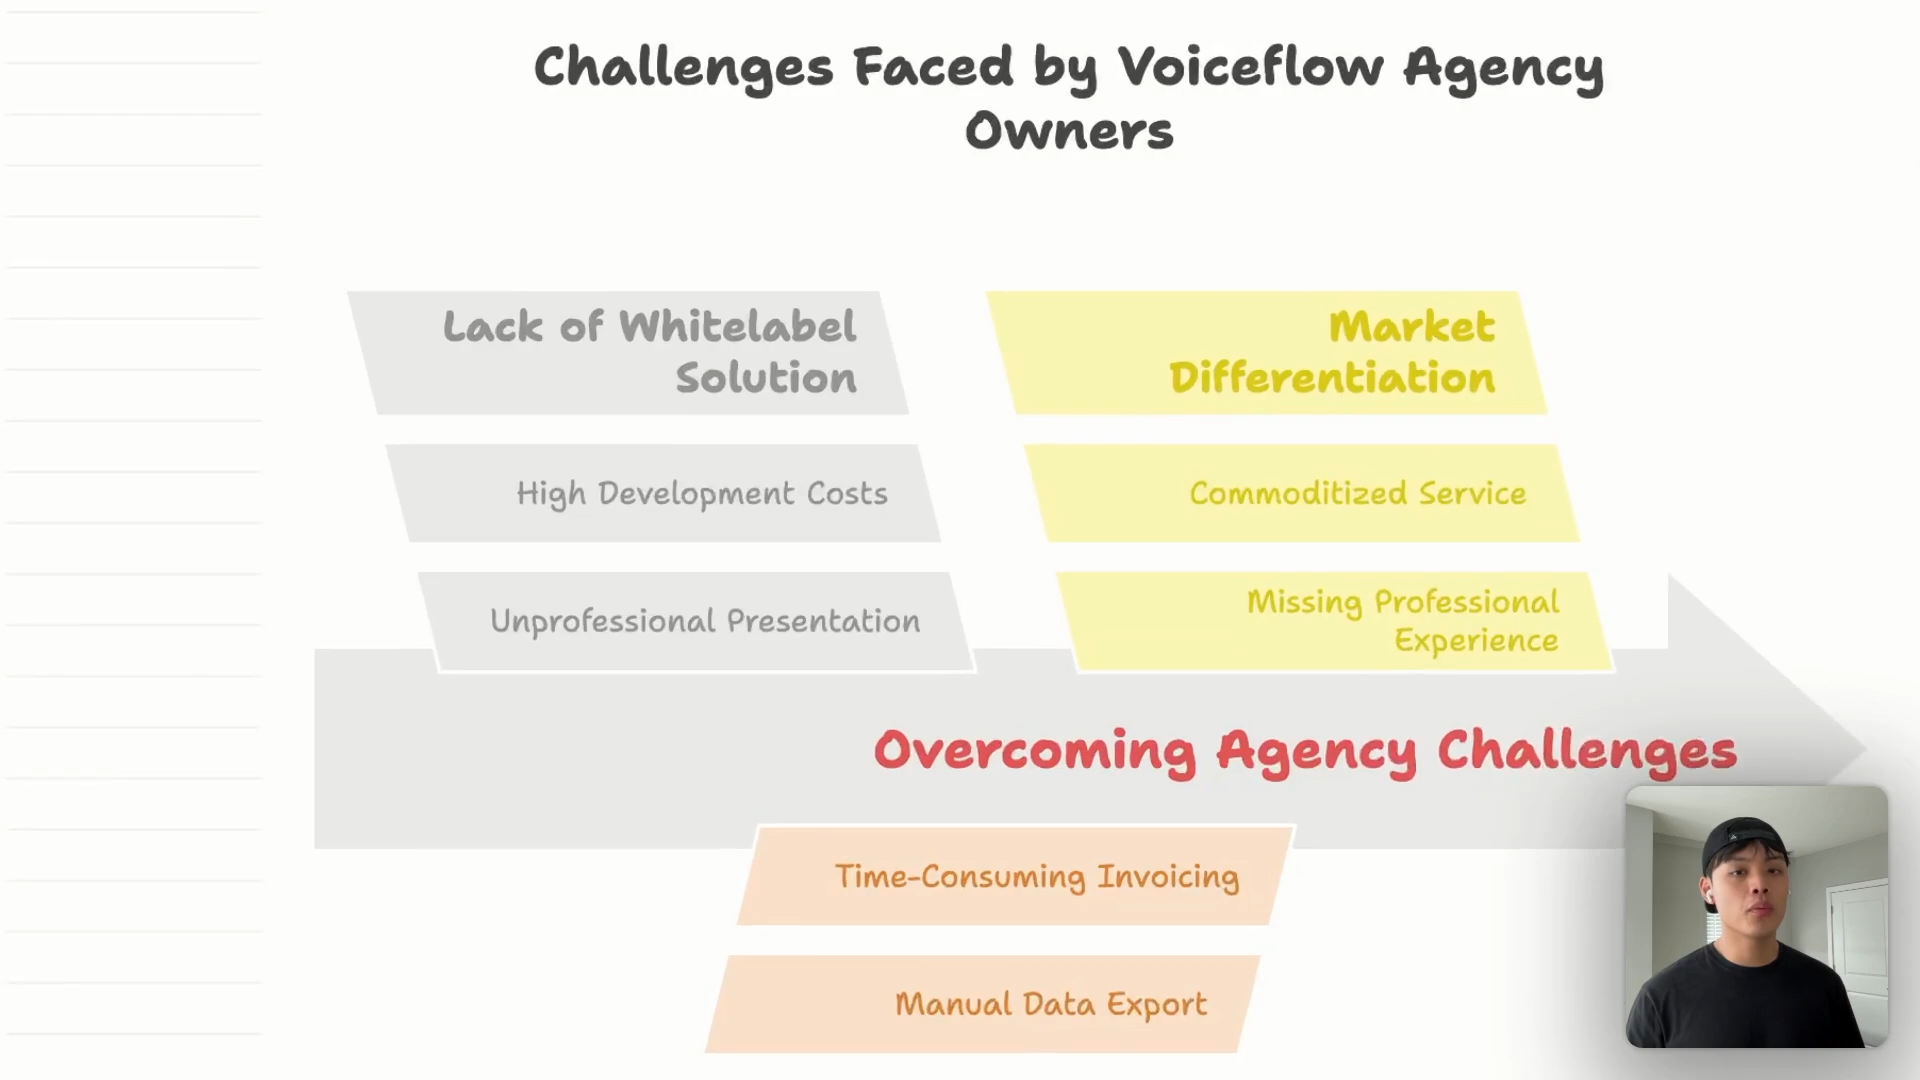 Challenges Faced by Voiceflow Agency
Owners
Lack of Whitelabel
Solution
High Development Costs
Unprofessional Presentation
Market
Differentiation
Commoditized Service
Missing Professional
Experience
Overcoming Agency Challenges
Time-Consuming Invoicing
Manual Data Export